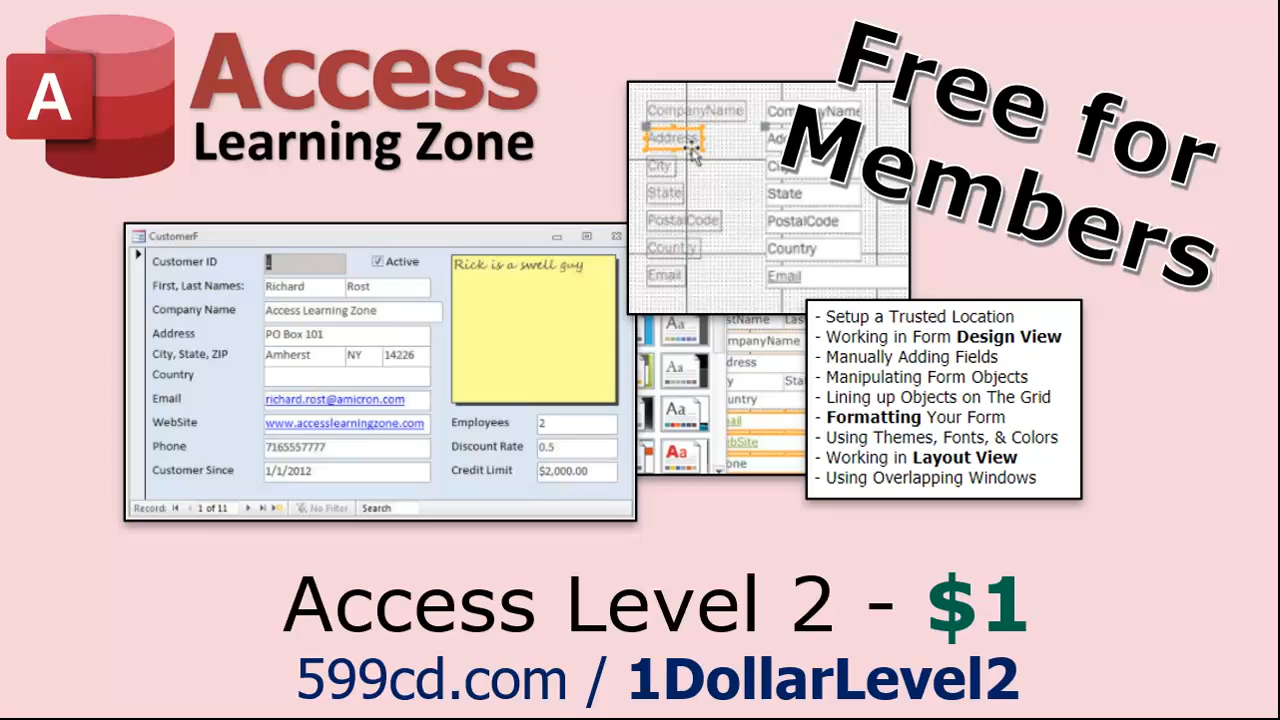 A
Access
Learning Zone
Free for
Members
CompanyName CompanyName
Address
City
State State
PostalCode PostalCode
Country Country
Email Email
CustomerF
Customer ID Active
First, Last Names: Richard Rost
Company Name Access Learning Zone
Address PO Box 101
City, State, ZIP Amherst NY 14226
Country
Email richard.rost@amicron.com
WebSite www.accesslearningzone.com
Phone 7165557777
Customer Since 1/1/2012
Rick is a swell guy
Employees 2
Discount Rate 0.5
Credit Limit $2,000.00
Record: 1 of 11 No Filter Search
Aa
Aa
Aa
Aa
- Setup a Trusted Location
- Working in Form Design View
- Manually Adding Fields
- Manipulating Form Objects
- Lining up Objects on The Grid
- Formatting Your Form
- Using Themes, Fonts, & Colors
- Working in Layout View
- Using Overlapping Windows
Access Level 2 - $1
599cd.com / 1DollarLevel2